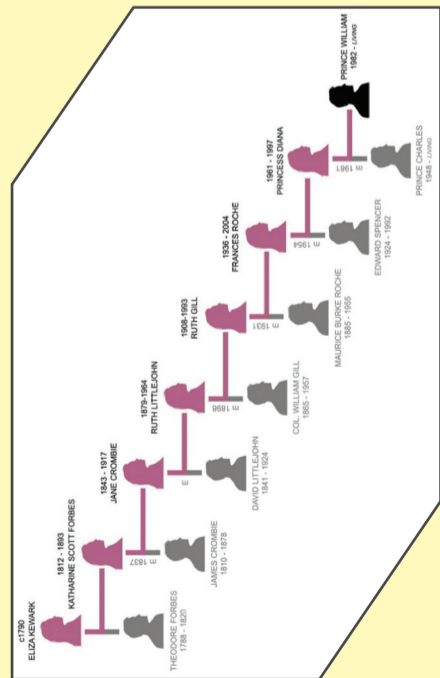 c1790
ELIZA KEWARK
THEODORE FORBES
1788 - 1820
1812 - 1893
KATHARINE SCOTT FORBES
m 1837
JAMES CROMBIE
1810 - 1878
1843 - 1917
JANE CROMBIE
m
DAVID LITTLEJOHN
1841 - 1924
1879-1964
RUTH LITTLEJOHN
m 1898
COL. WILLIAM GILL
1865 - 1957
1908-1993
RUTH GILL
m 1931
MAURICE BURKE ROCHE
1885 - 1955
1936 - 2004
FRANCES ROCHE
m 1954
EDWARD SPENCER
1924 - 1992
1961 - 1997
PRINCESS DIANA
m 1981
PRINCE CHARLES
1948 - LIVING
PRINCE WILLIAM
1982 - LIVING